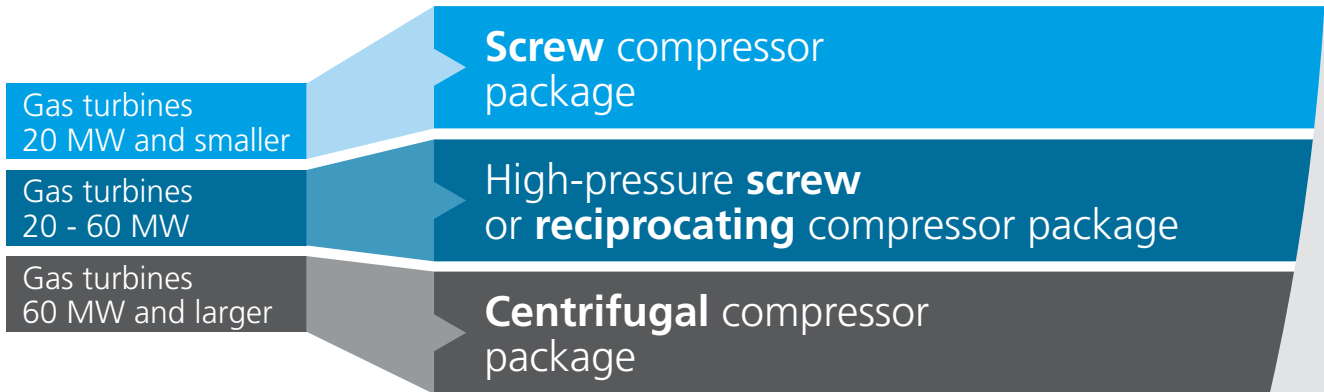 Gas turbines
20 MW and smaller
Screw compressor
package
Gas turbines
20 - 60 MW
High-pressure screw
or reciprocating compressor package
Gas turbines
60 MW and larger
Centrifugal compressor
package